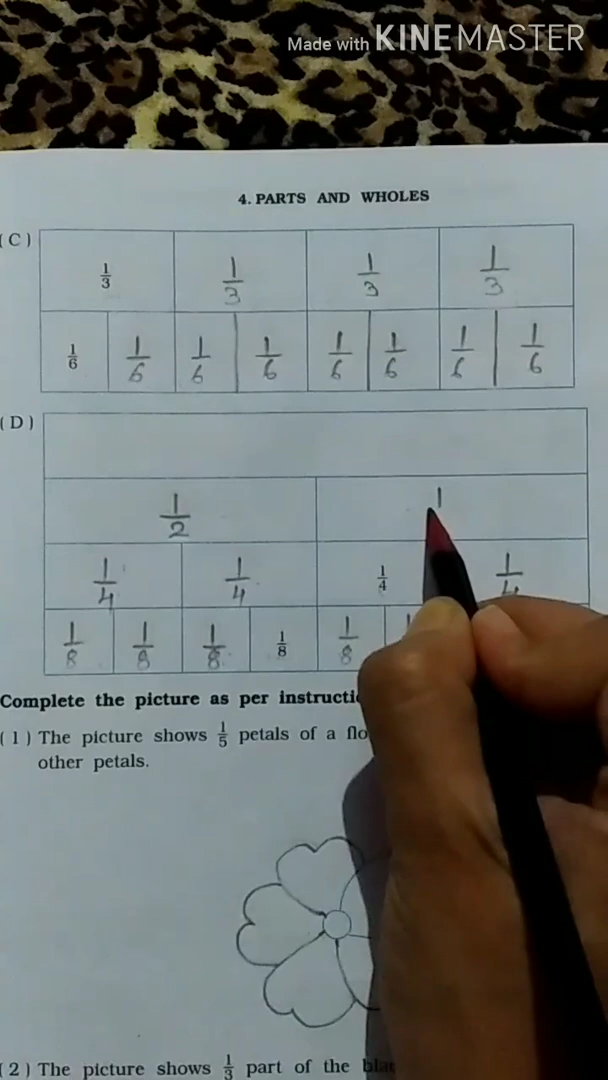 Made with KINEMASTER
4. PARTS AND WHOLES
(C)
1/3 1/3 1/3 1/3
1/6 1/6 1/6 1/6 1/6 1/6 1/6 1/6
(D)
1/2 1
1/4 1/4 1/4 1/4
1/8 1/8 1/8 1/8 1/8
Complete the picture as per
(1) The picture shows 1/5 petals of a
other petals.
(2) The picture shows 1/3 part of the